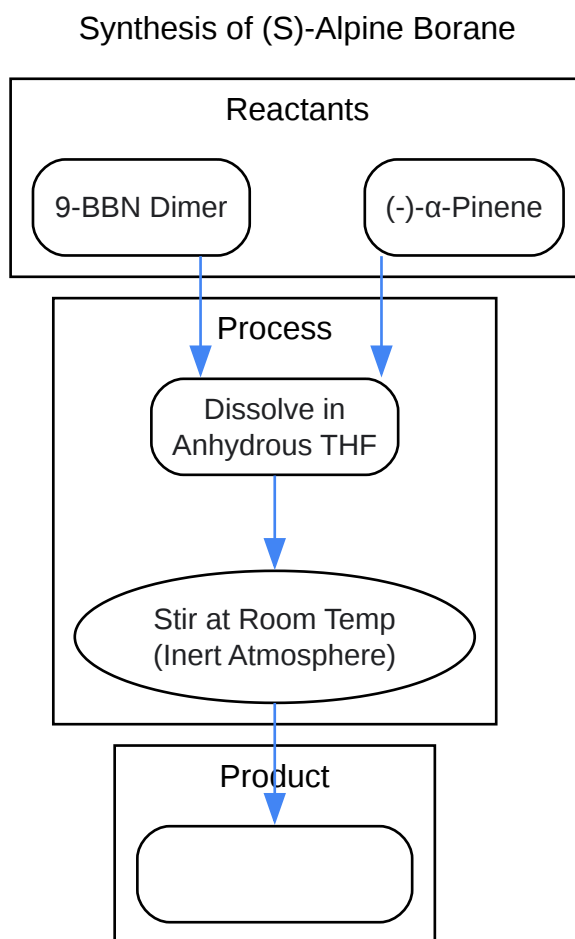 Synthesis of (S)-Alpine Borane
Reactants
9-BBN Dimer
(-)-α-Pinene
Process
Dissolve in
Anhydrous THF
Stir at Room Temp
(Inert Atmosphere)
Product